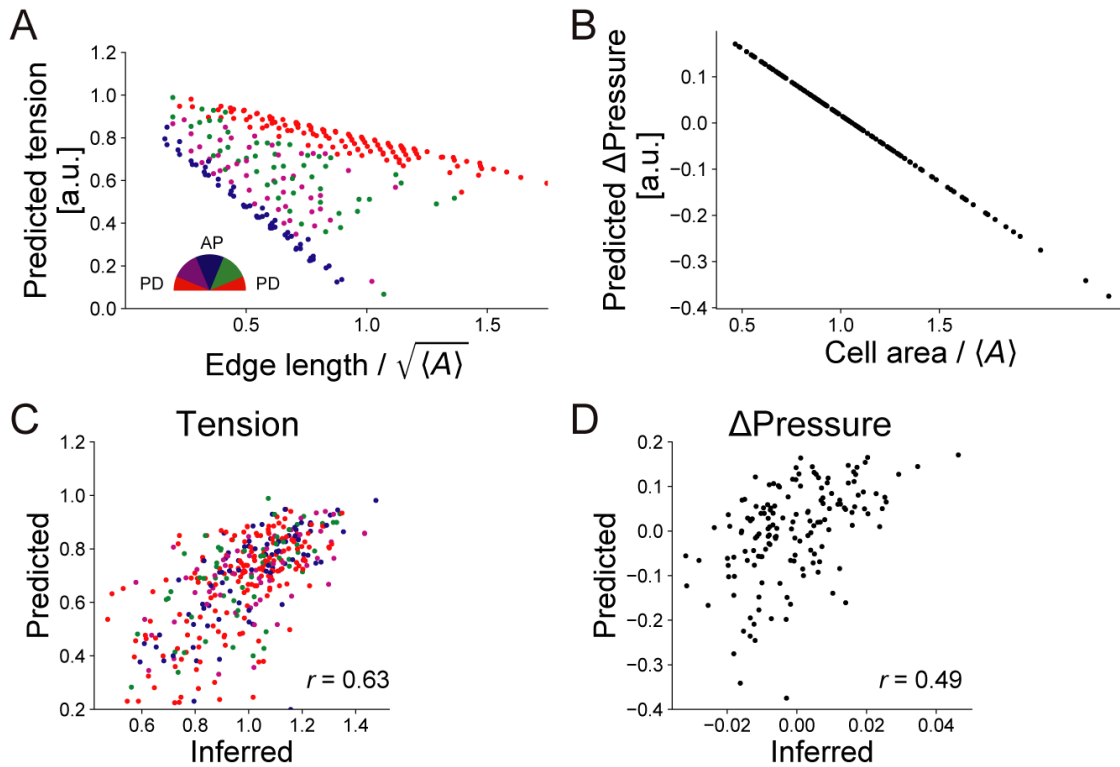 A
Predicted tension
[a.u.]
1.2
1.0
0.8
0.6
0.4
0.2
0.0
AP
PD
PD
0.5
1.0
1.5
Edge length / √⟨A⟩
B
Predicted ΔPressure
[a.u.]
0.1
0.0
−0.1
−0.2
−0.3
−0.4
0.5
1.0
1.5
Cell area / ⟨A⟩
C
Tension
Predicted
1.2
1.0
0.8
0.6
0.4
0.2
r = 0.63
0.6
0.8
1.0
1.2
1.4
Inferred
D
ΔPressure
Predicted
0.2
0.1
0.0
−0.1
−0.2
−0.3
−0.4
r = 0.49
−0.02
0.00
0.02
0.04
Inferred